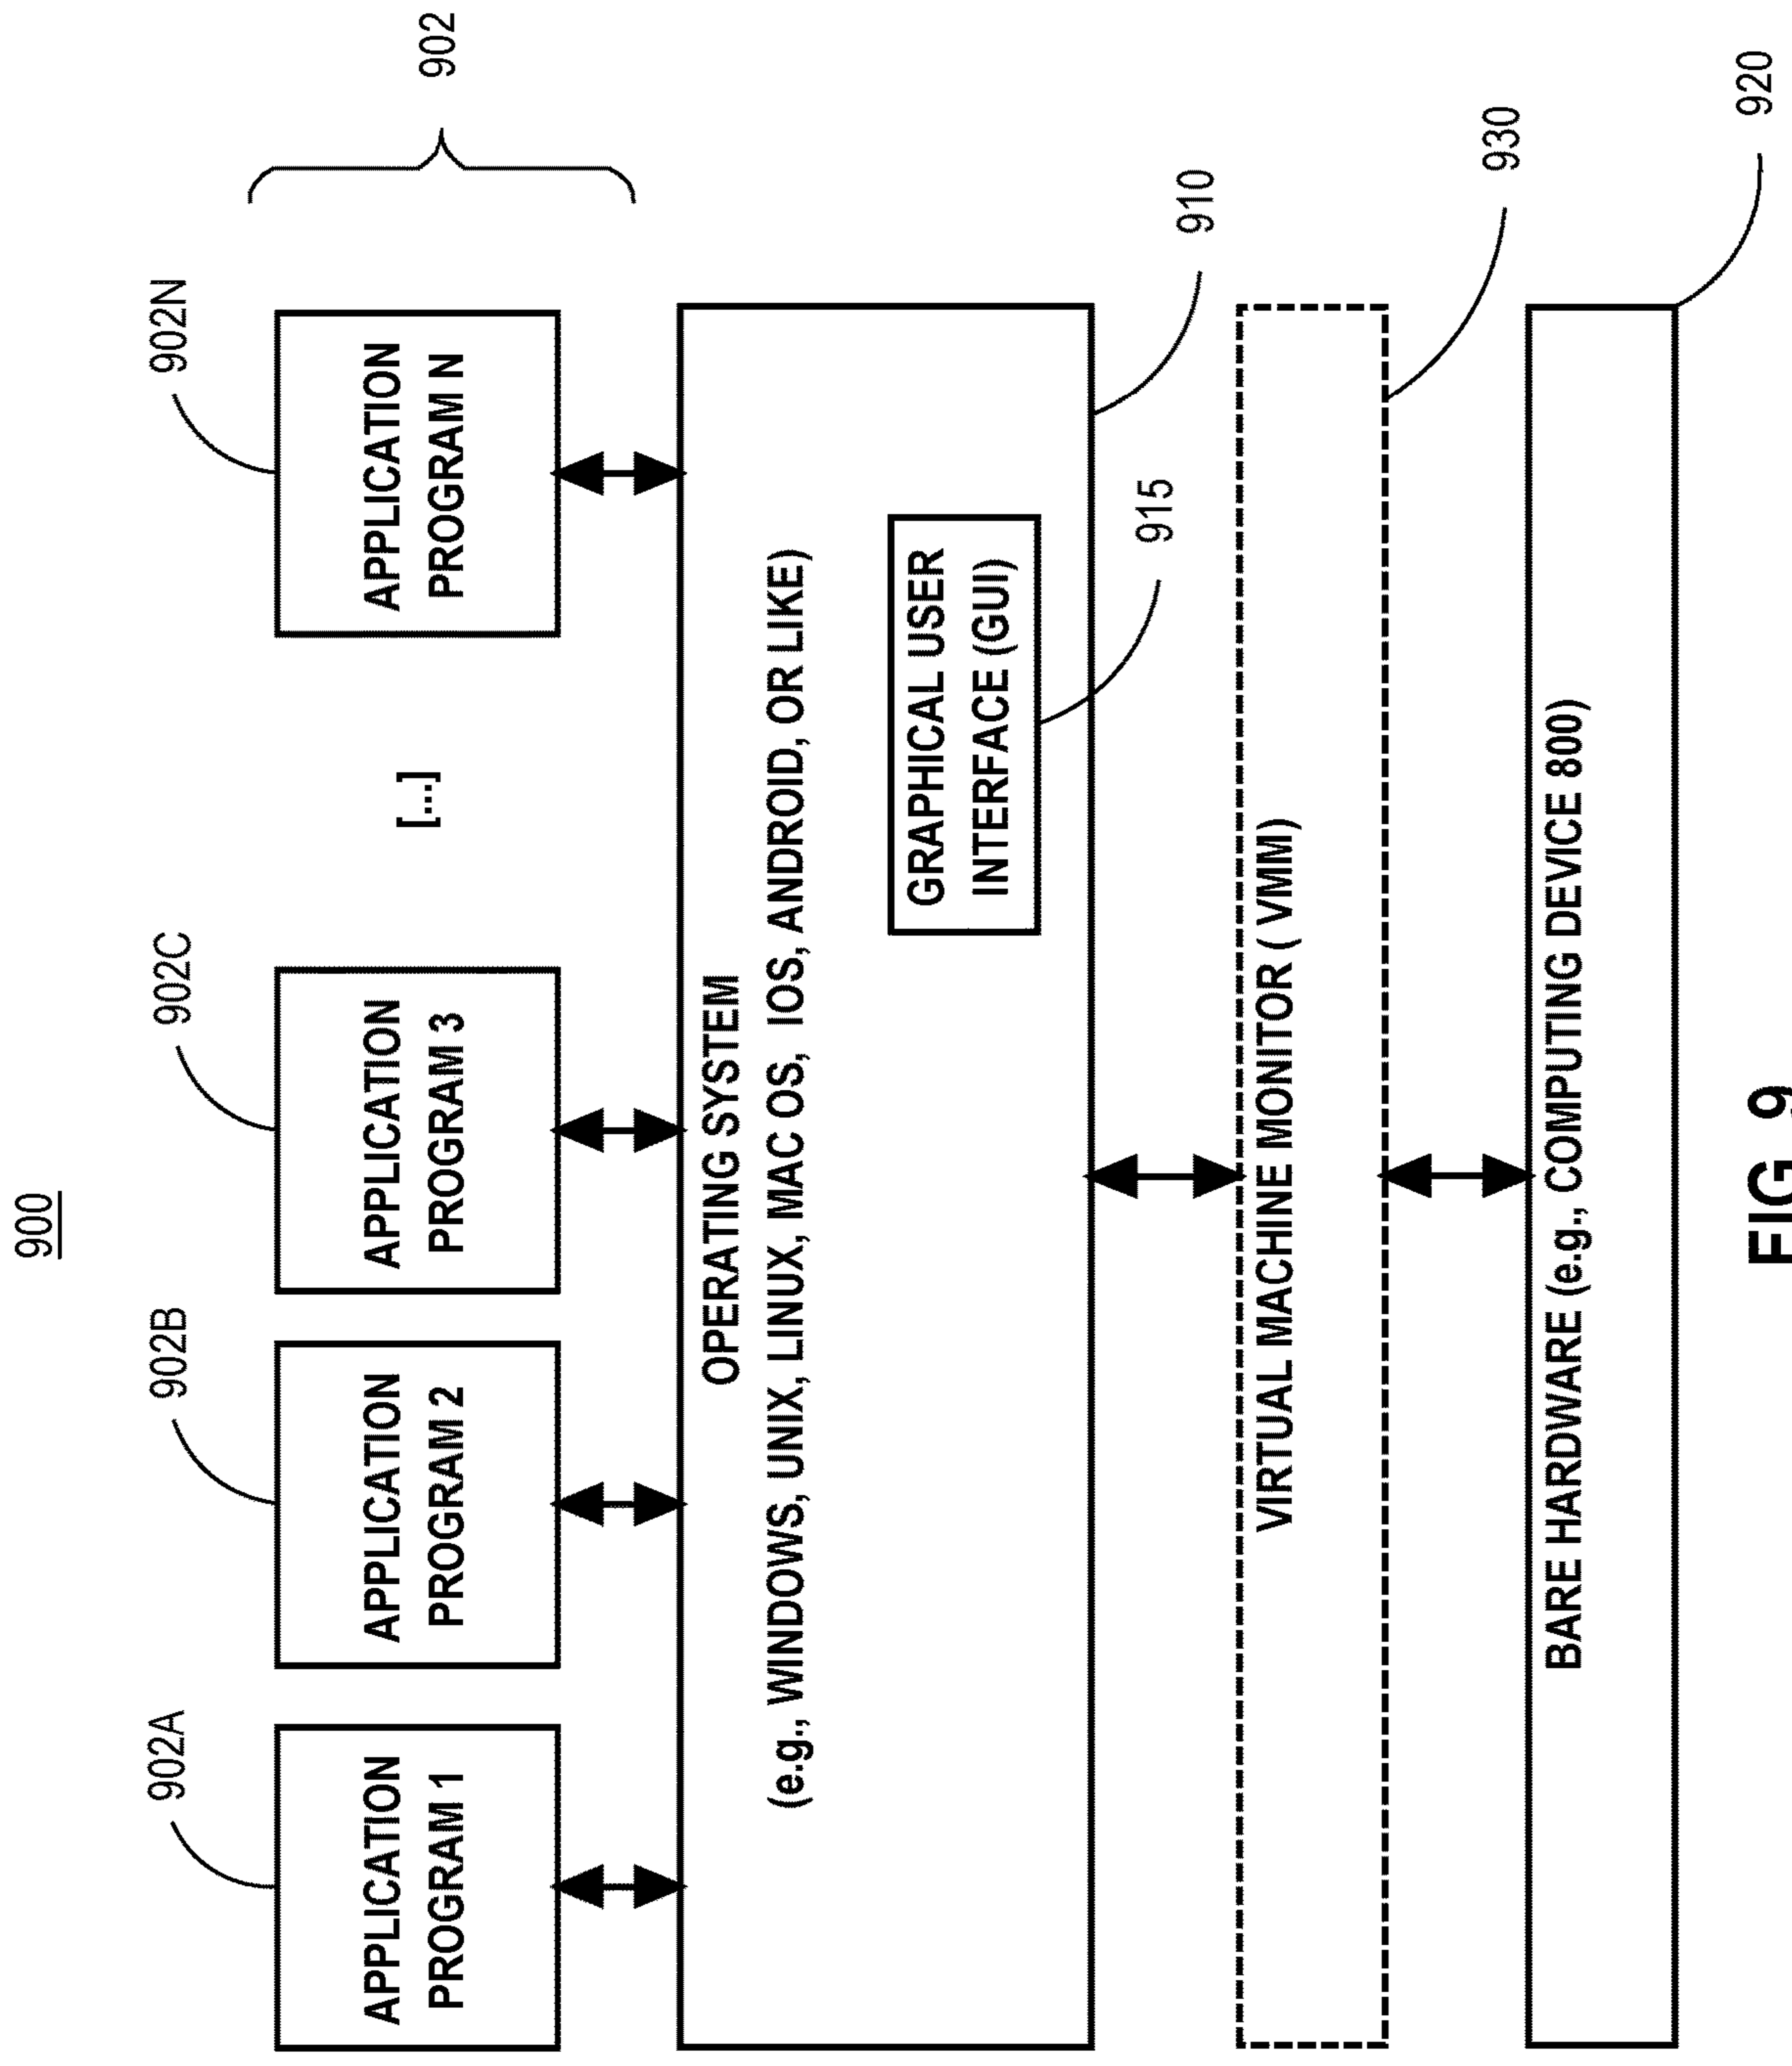 900
902A
902B
902C
902N
902
APPLICATION
PROGRAM 1
APPLICATION
PROGRAM 2
APPLICATION
PROGRAM 3
[...]
APPLICATION
PROGRAM N
OPERATING SYSTEM
(e.g., WINDOWS, UNIX, LINUX, MAC OS, IOS, ANDROID, OR LIKE)
GRAPHICAL USER
INTERFACE (GUI)
910
915
VIRTUAL MACHINE MONITOR ( VMM)
930
BARE HARDWARE (e.g., COMPUTING DEVICE 800)
920
FIG. 9